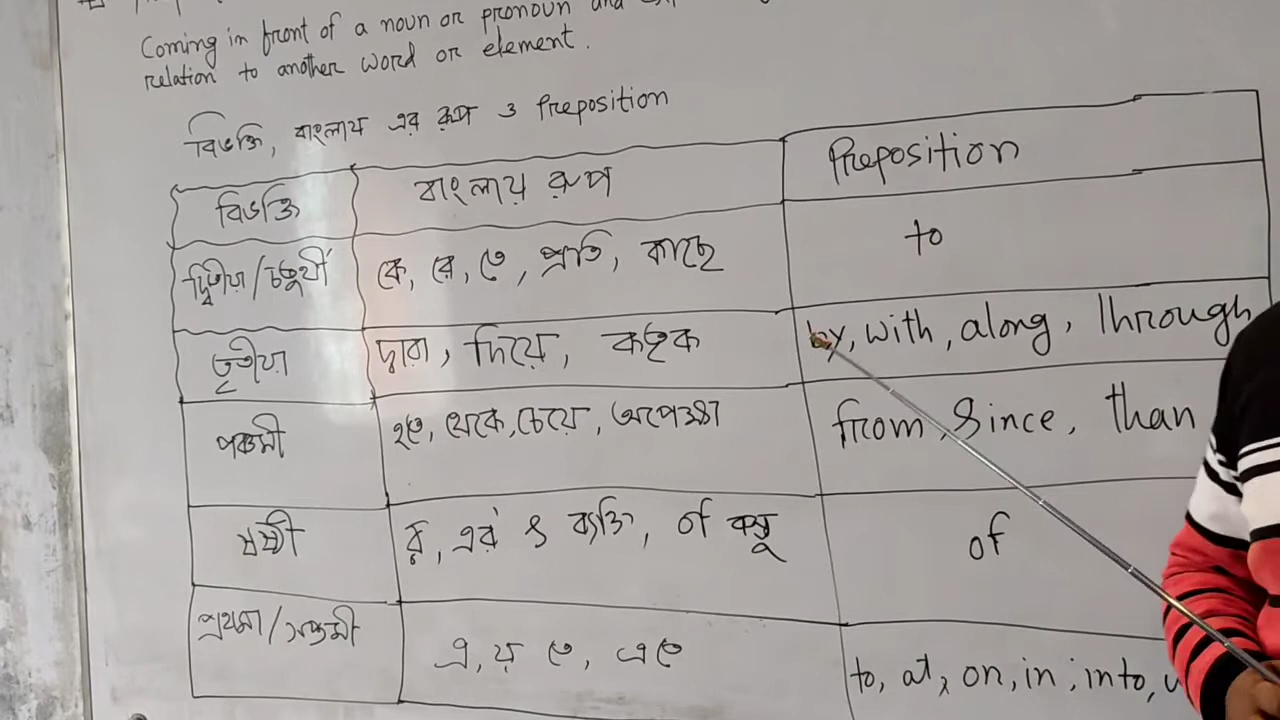 Coming in front of a noun or pronoun and
relation to another word or element.
বিভক্তি, বাংলায় এর রূপ ও Preposition
বিভক্তি বাংলায় রূপ Preposition
দ্বিতীয়া/চতুর্থী কে, রে, তে, প্রতি, কাছে to
তৃতীয়া দ্বারা, দিয়ে, কর্তৃক by, with, along, through
পঞ্চমী হতে, থেকে, চেয়ে, অপেক্ষা from, Since, than
ষষ্ঠী র, এর ব্যক্তি, of বস্তু of
প্রথমা/সপ্তমী এ, য় তে, এতে to, at, on, in, into,